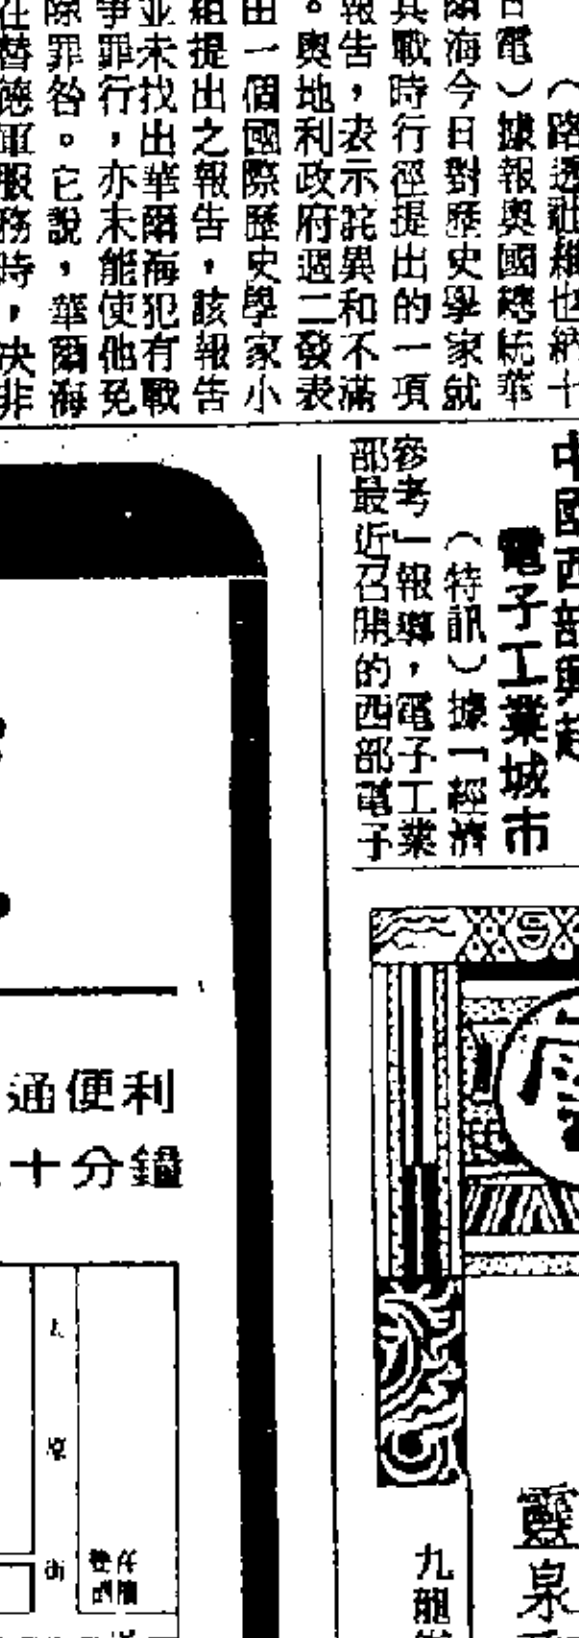 （路透社維也納十
日電）據報奧國總統華
爾海今日對歷史學家就
其戰時行徑提出的一項
報告，表示詫異和不滿
。奧地利政府週二發表
由一個國際歷史學家小
組提出之報告，該報告
並未找出華爾海犯有戰
爭罪行，亦未能使他免
除罪咎。它說，華爾海
在替德軍服務時，決非
中國西部興起
電子工業城市
（特訊）據「經濟
參考」報導，電子工業
部最近召開的西部電子
通便利
十分鐘
太原街
靈泉
九龍